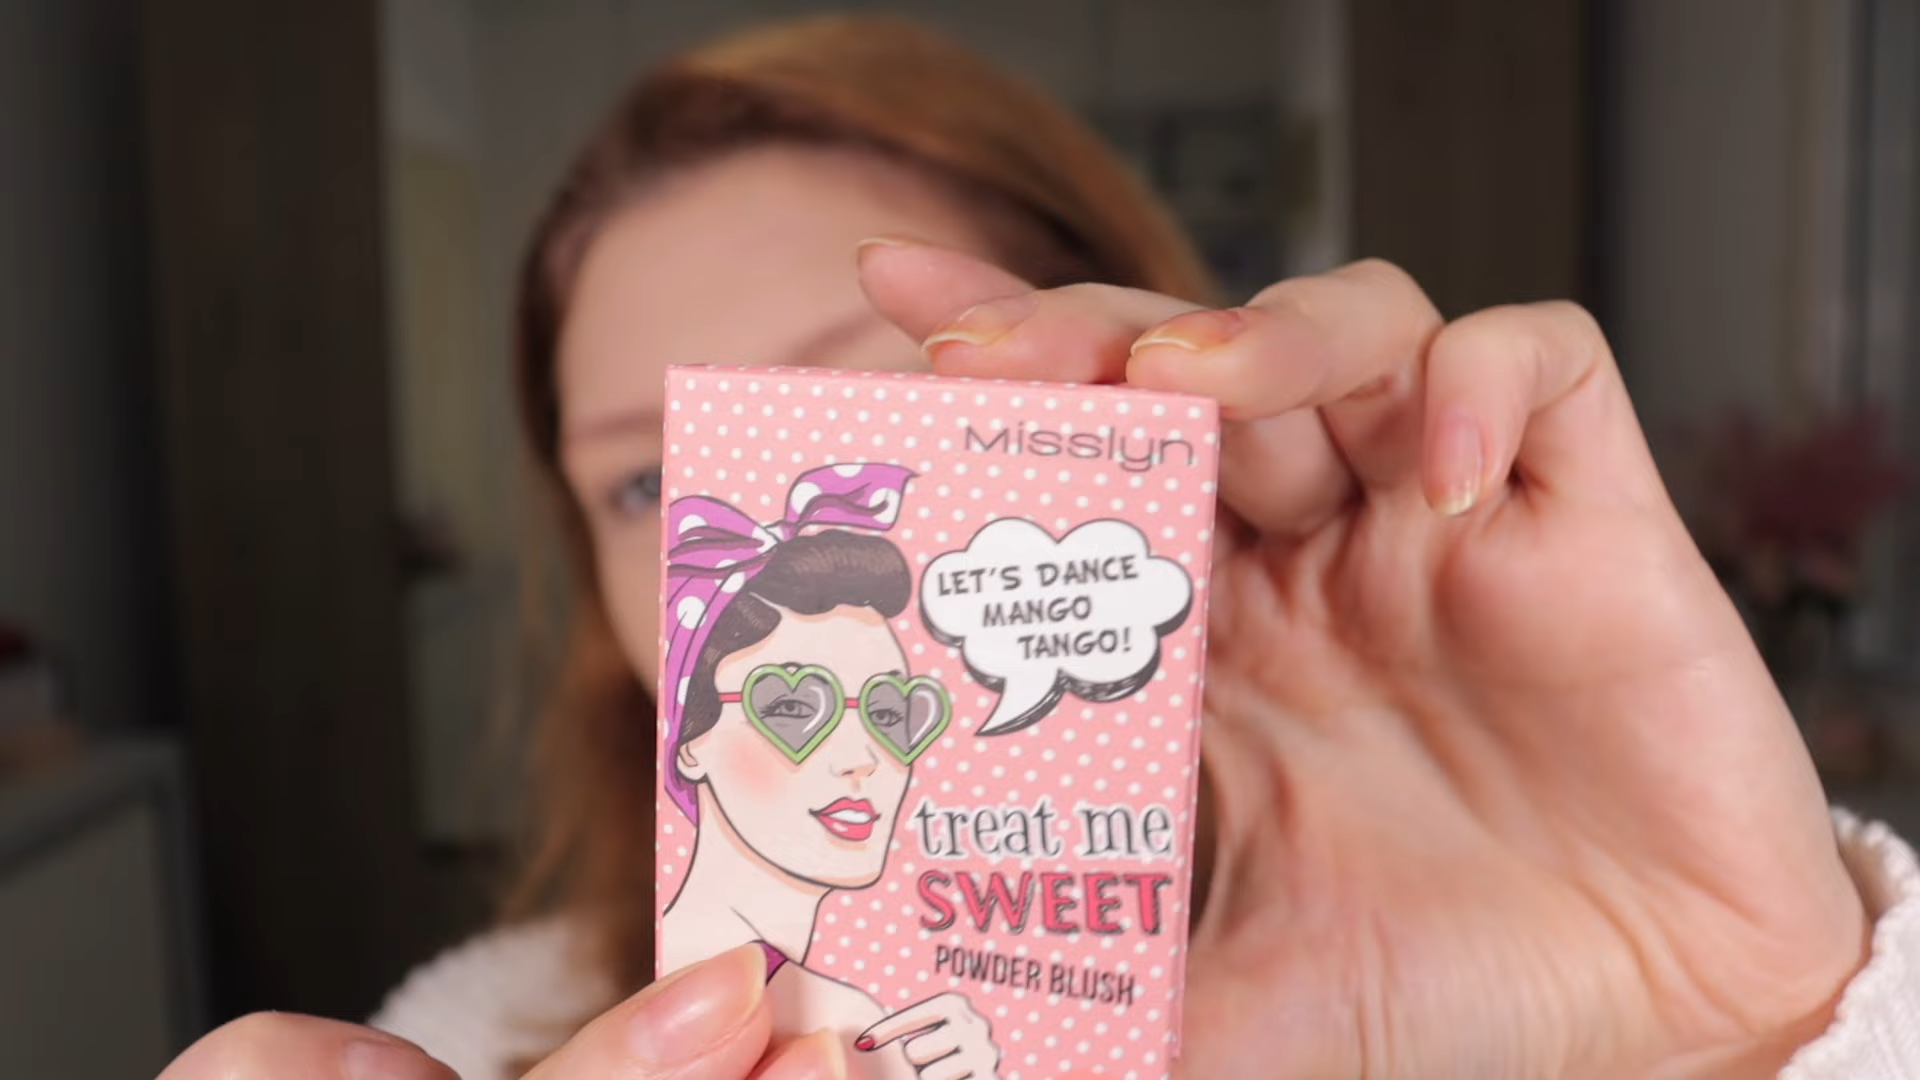 Misslyn
LET'S DANCE
MANGO
TANGO!
treat me
SWEET
POWDER BLUSH